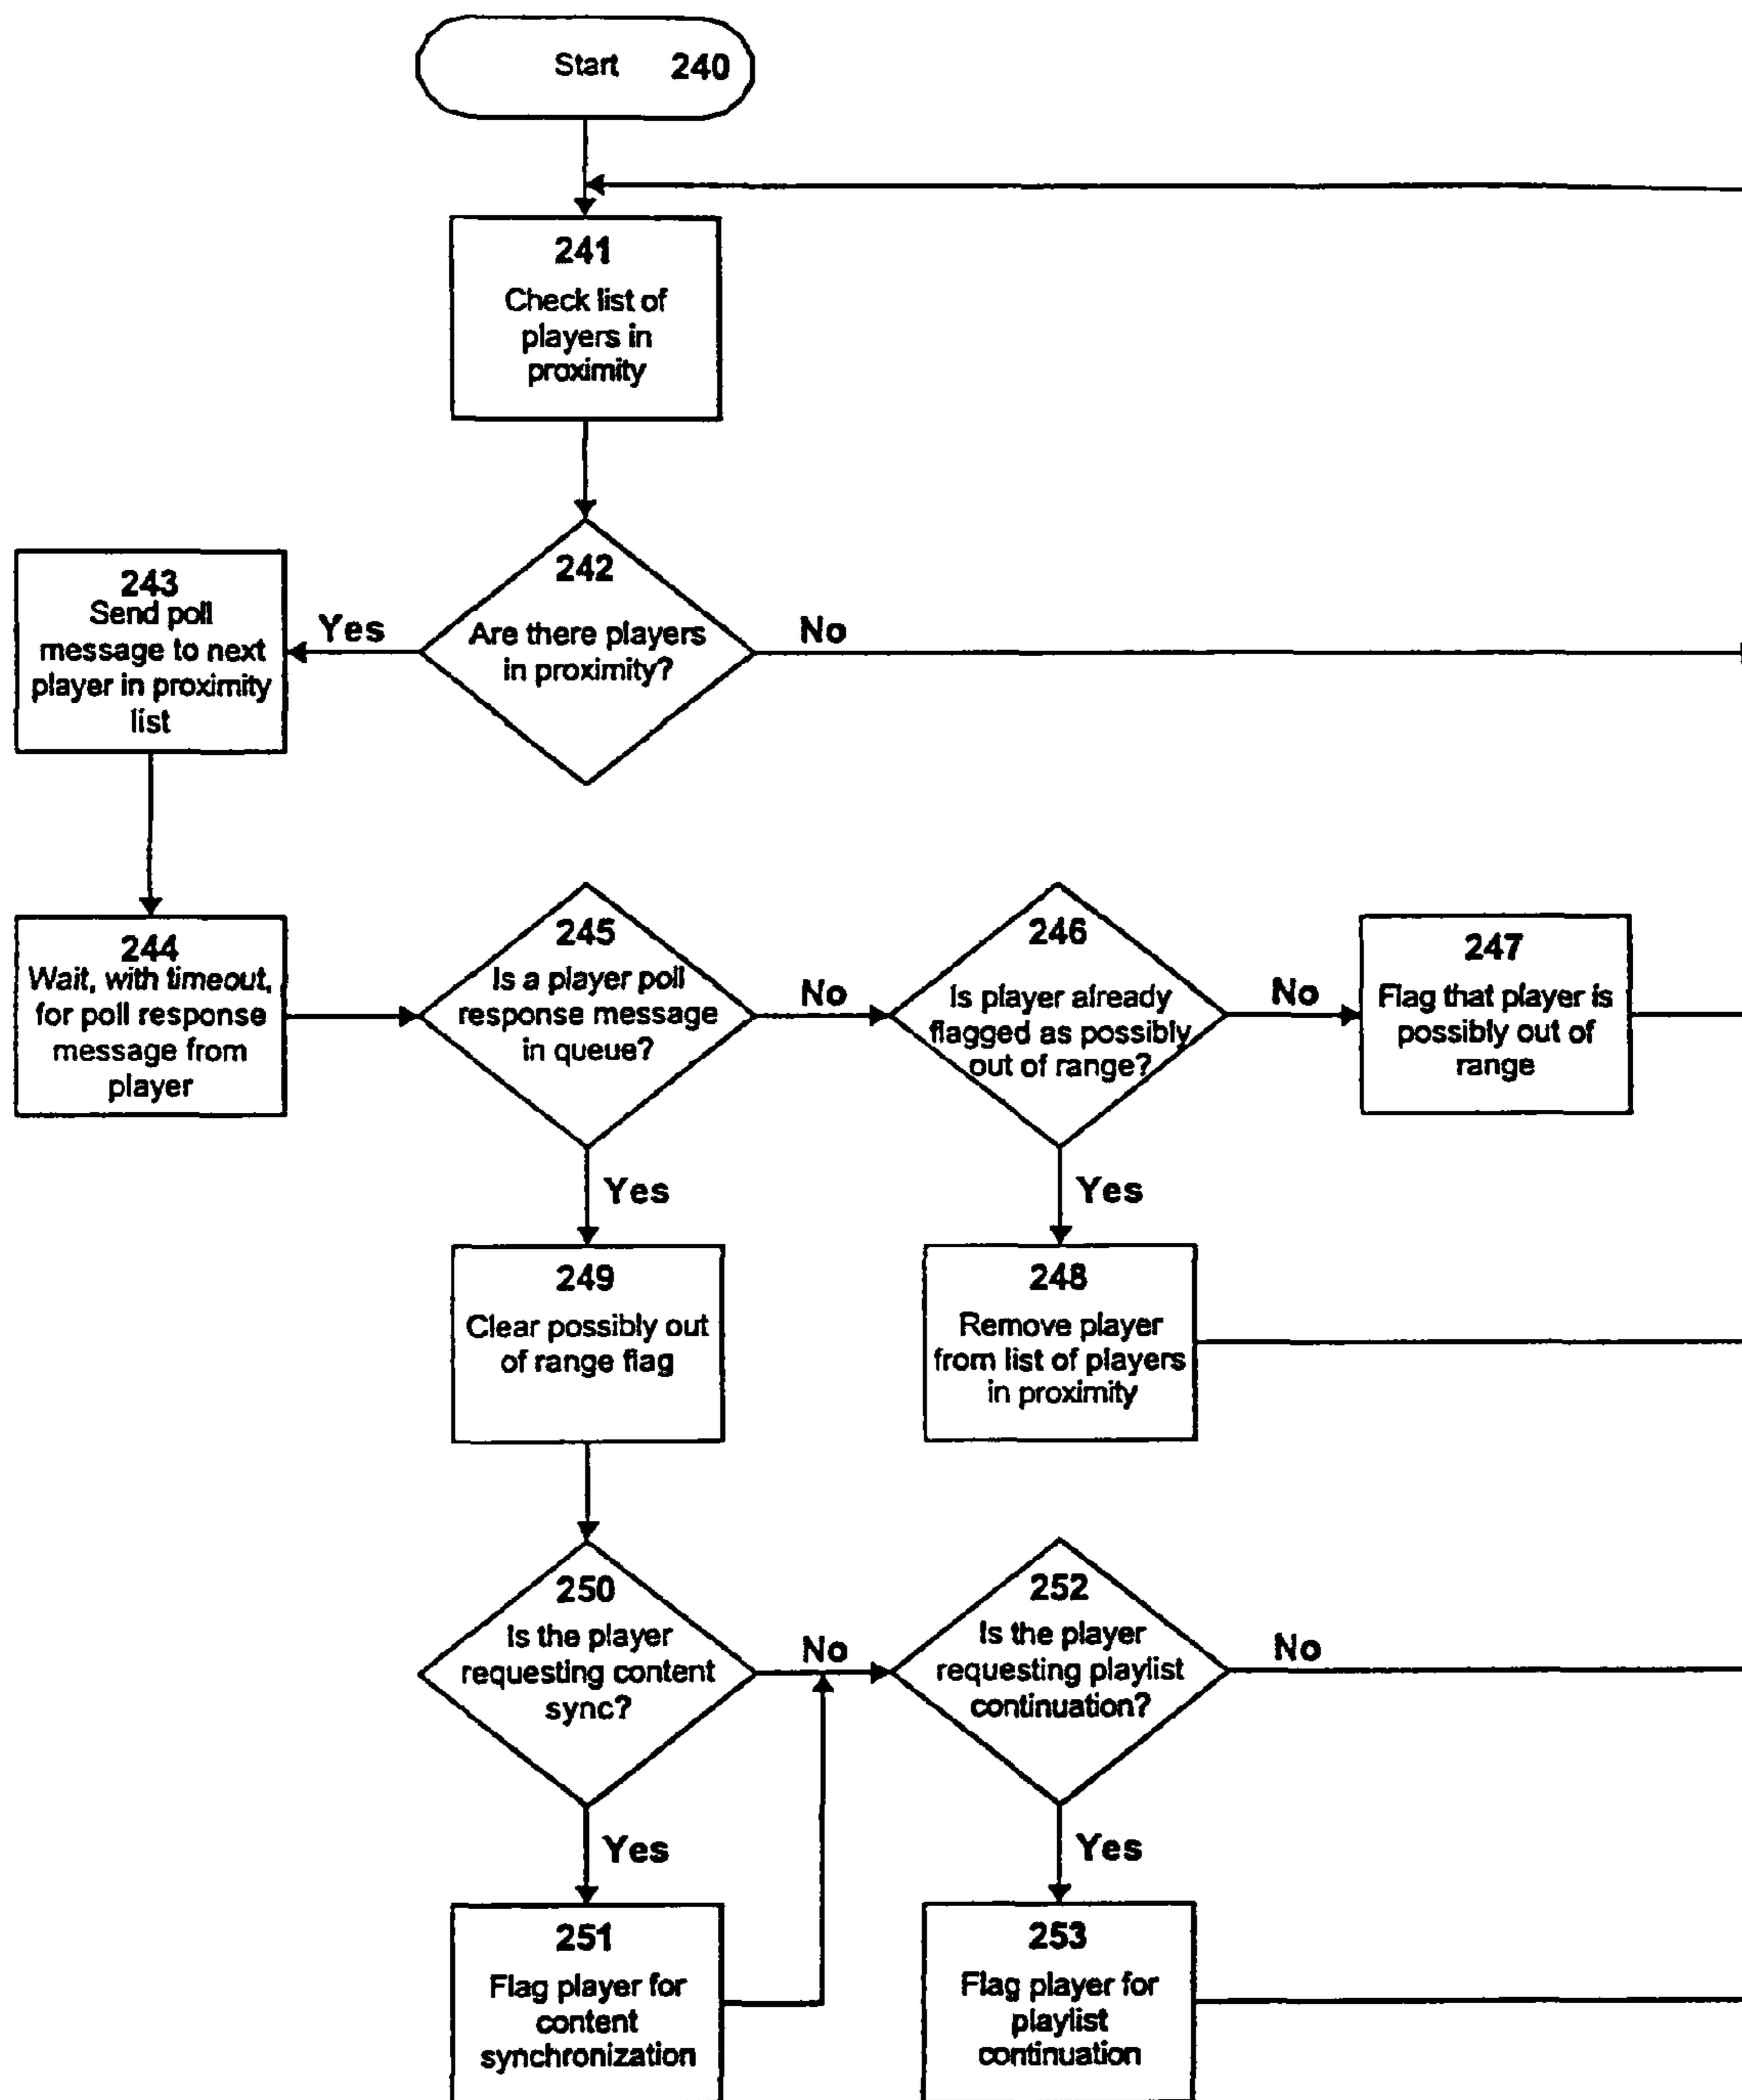 Start 240
241
Check list of
players in
proximity
242
Are there players
in proximity?
Yes
No
243
Send poll
message to next
player in proximity
list
244
Wait, with timeout,
for poll response
message from
player
245
Is a player poll
response message
in queue?
No
Yes
246
Is player already
flagged as possibly
out of range?
No
Yes
247
Flag that player is
possibly out of
range
248
Remove player
from list of players
in proximity
249
Clear possibly out
of range flag
250
Is the player
requesting content
sync?
No
Yes
251
Flag player for
content
synchronization
252
Is the player
requesting playlist
continuation?
No
Yes
253
Flag player for
playlist
continuation